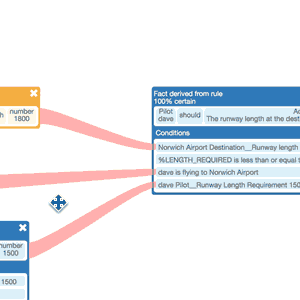 number
1800
Fact derived from rule
100% certain
Pilot
dave
should
The runway length at the dest
Conditions
Norwich Airport Destination__Runway length
%LENGTH_REQUIRED is less than or equal t
dave is flying to Norwich Airport
dave Pilot__Runway Length Requirement 150
number
1500
1500